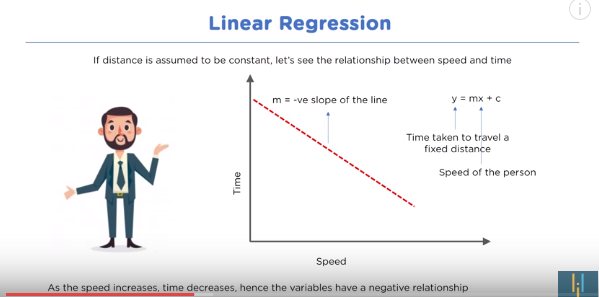 Linear Regression
If distance is assumed to be constant, let's see the relationship between speed and time
m = -ve slope of the line
y = mx + c
Time taken to travel a
fixed distance
Speed of the person
Time
Speed
As the speed increases, time decreases, hence the variables have a negative relationship